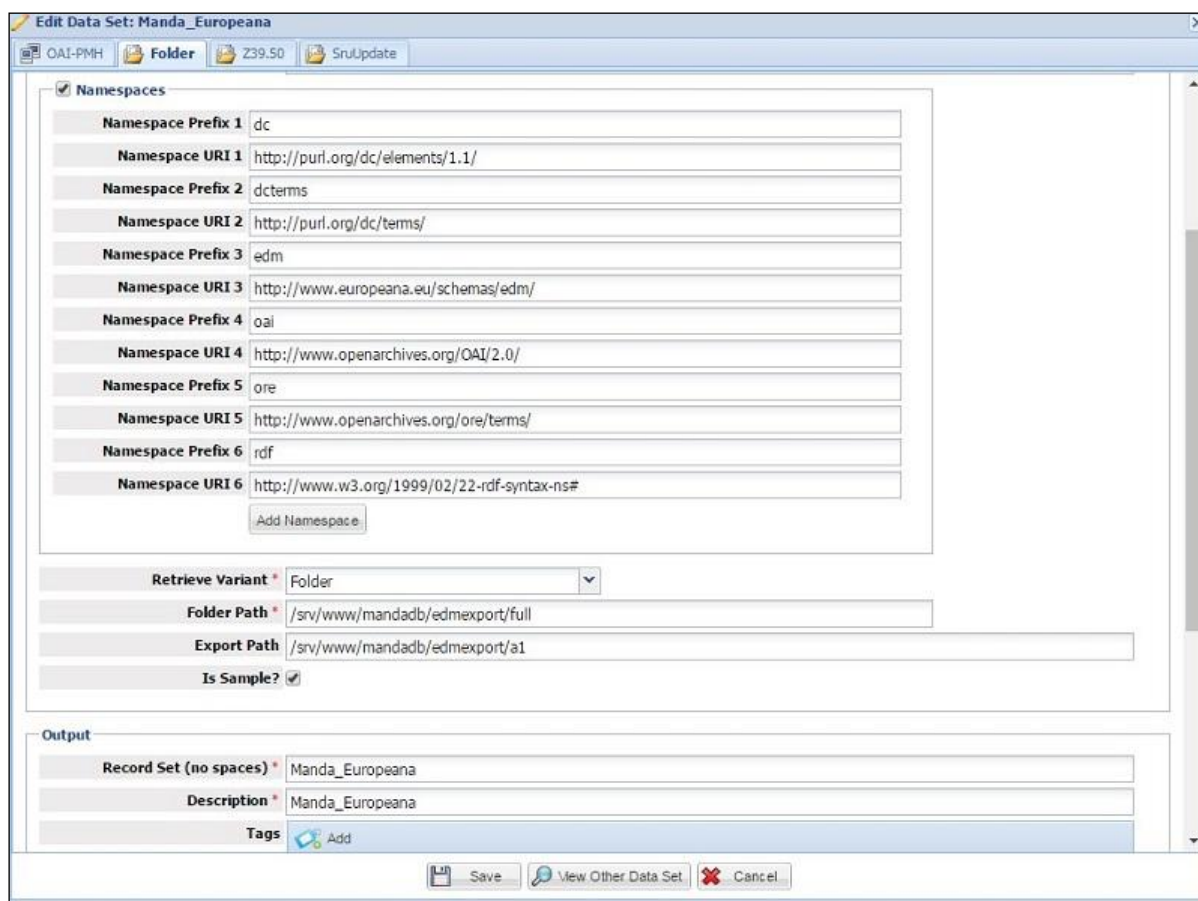 Edit Data Set: Manda_Europeana
OAI-PMH Folder Z39.50 SruUpdate
Namespaces
Namespace Prefix 1 dc
Namespace URI 1 http://purl.org/dc/elements/1.1/
Namespace Prefix 2 dcterms
Namespace URI 2 http://purl.org/dc/terms/
Namespace Prefix 3 edm
Namespace URI 3 http://www.europeana.eu/schemas/edm/
Namespace Prefix 4 oai
Namespace URI 4 http://www.openarchives.org/OAI/2.0/
Namespace Prefix 5 ore
Namespace URI 5 http://www.openarchives.org/ore/terms/
Namespace Prefix 6 rdf
Namespace URI 6 http://www.w3.org/1999/02/22-rdf-syntax-ns#
Add Namespace
Retrieve Variant * Folder
Folder Path * /srv/www/mandadb/edmexport/full
Export Path /srv/www/mandadb/edmexport/a1
Is Sample?
Output
Record Set (no spaces) * Manda_Europeana
Description * Manda_Europeana
Tags Add
Save View Other Data Set Cancel